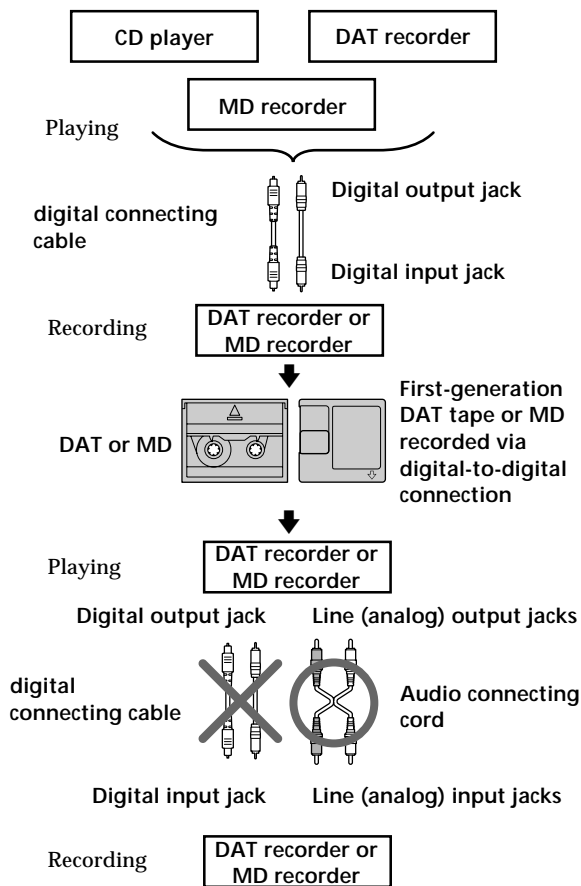 CD player
DAT recorder
MD recorder
Playing
Digital output jack
digital connecting
cable
Digital input jack
Recording
DAT recorder or
MD recorder
DAT or MD
First-generation
DAT tape or MD
recorded via
digital-to-digital
connection
Playing
DAT recorder or
MD recorder
Digital output jack
Line (analog) output jacks
digital
connecting cable
Audio connecting
cord
Digital input jack
Line (analog) input jacks
Recording
DAT recorder or
MD recorder